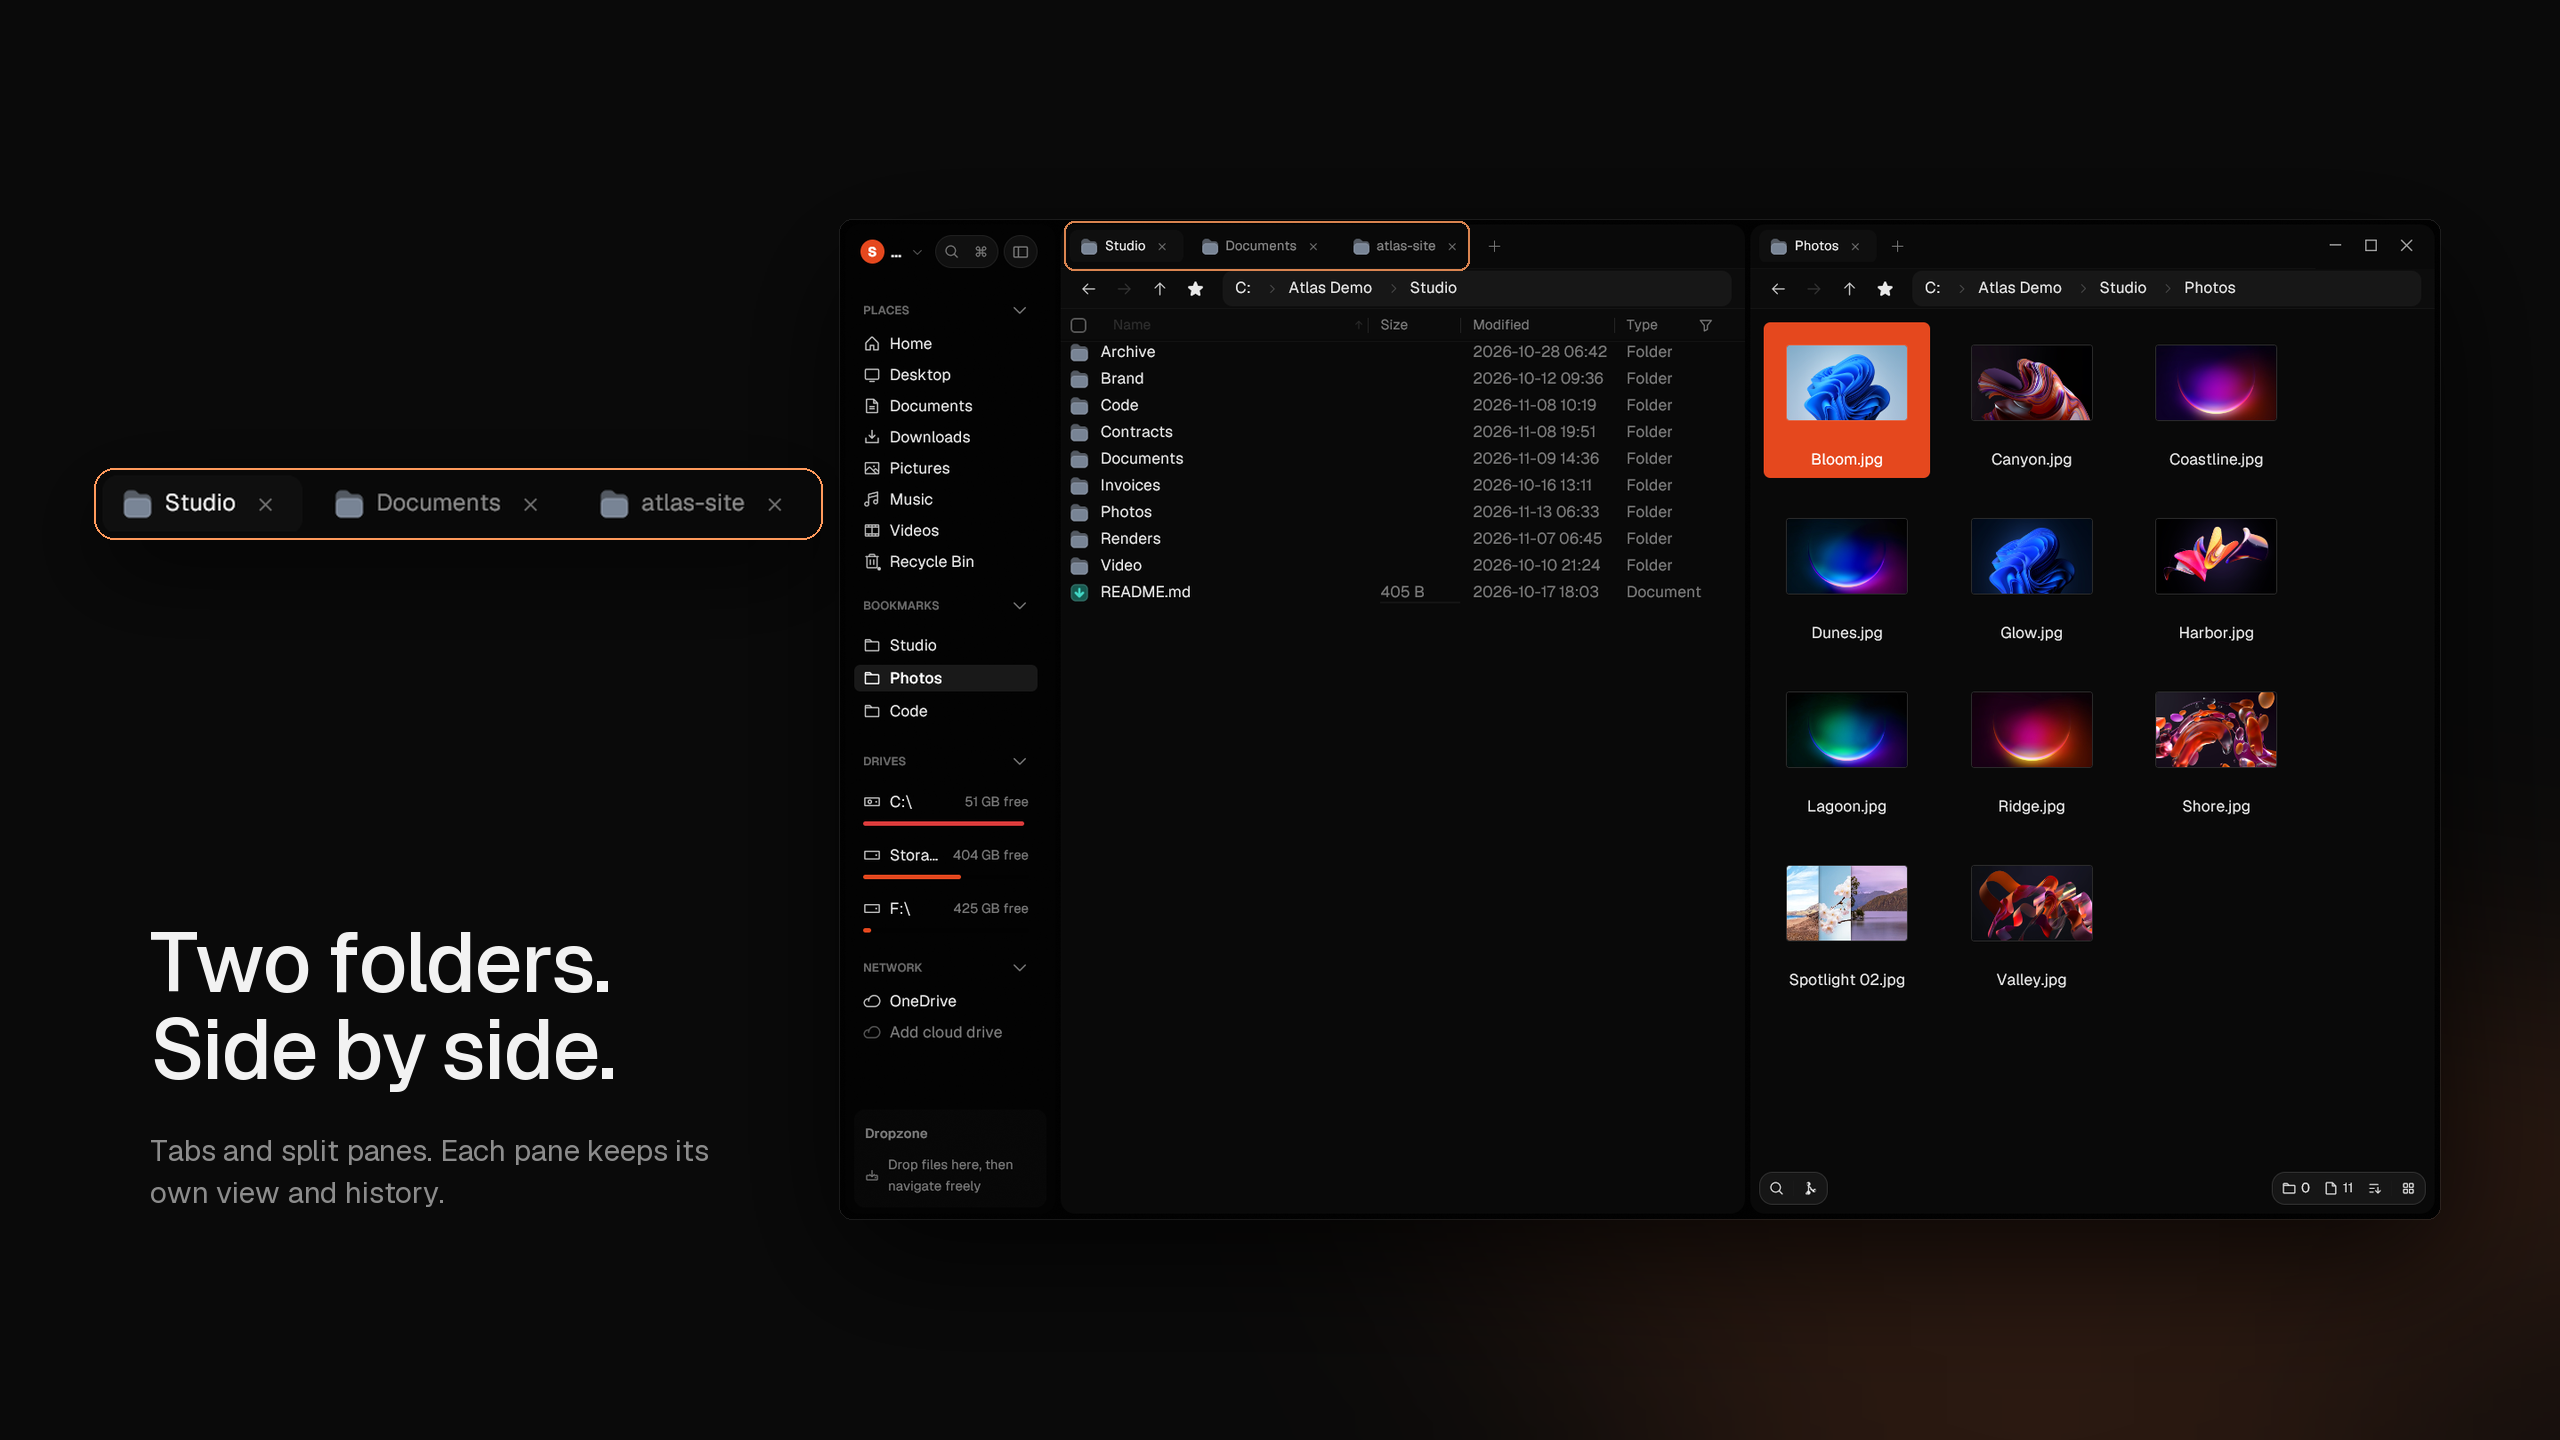 Studio
Documents
atlas-site
Two folders.
Side by side.
Tabs and split panes. Each pane keeps its
own view and history.
S ...
PLACES
Home
Desktop
Documents
Downloads
Pictures
Music
Videos
Recycle Bin
BOOKMARKS
Studio
Photos
Code
DRIVES
C:\ 51 GB free
Stora... 404 GB free
F:\ 425 GB free
NETWORK
OneDrive
Add cloud drive
Dropzone
Drop files here, then
navigate freely
Studio Documents atlas-site
C: Atlas Demo Studio
Name Size Modified Type
Archive 2026-10-28 06:42 Folder
Brand 2026-10-12 09:36 Folder
Code 2026-11-08 10:19 Folder
Contracts 2026-11-08 19:51 Folder
Documents 2026-11-09 14:36 Folder
Invoices 2026-10-16 13:11 Folder
Photos 2026-11-13 06:33 Folder
Renders 2026-11-07 06:45 Folder
Video 2026-10-10 21:24 Folder
README.md 405 B 2026-10-17 18:03 Document
Photos
C: Atlas Demo Studio Photos
Bloom.jpg Canyon.jpg Coastline.jpg
Dunes.jpg Glow.jpg Harbor.jpg
Lagoon.jpg Ridge.jpg Shore.jpg
Spotlight 02.jpg Valley.jpg
0 11